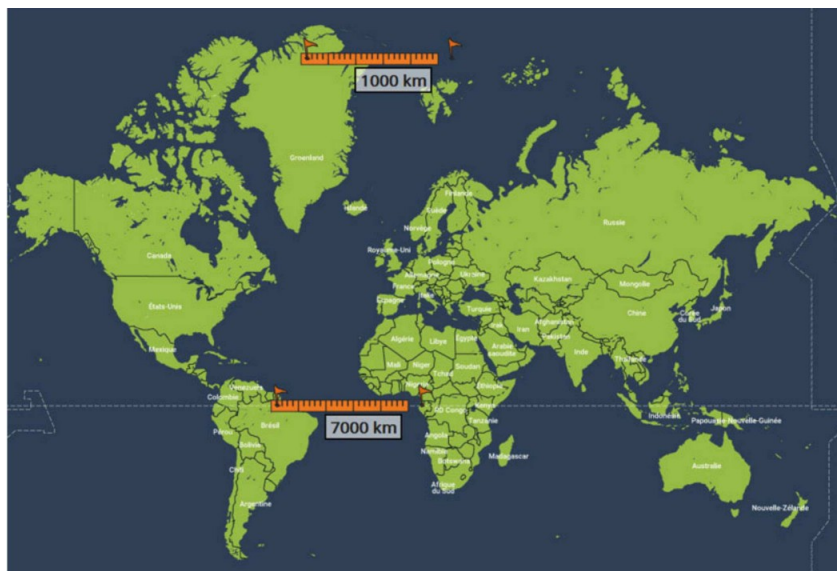 1000 km
Groenland
Islande
Finlande
Suède
Norvège
Russie
Royaume-Uni
Canada
Pologne
Allemagne
Ukraine
France
Kazakhstan
Mongolie
Italie
Espagne
États-Unis
Turquie
Chine
Corée
du Sud
Japon
Afghanistan
Irak
Iran
Pakistan
Algérie
Libye
Égypte
Arabie
saoudite
Mexique
Inde
Thaïlande
Mali
Niger
Tchad
Soudan
Nigeria
Éthiopie
Venezuela
Colombie
Kenya
RD Congo
Indonésie
Papouasie-Nouvelle-Guinée
Tanzanie
Brésil
Pérou
7000 km
Angola
Bolivie
Namibie
Madagascar
Botswana
Chili
Australie
Afrique
du Sud
Argentine
Nouvelle-Zélande